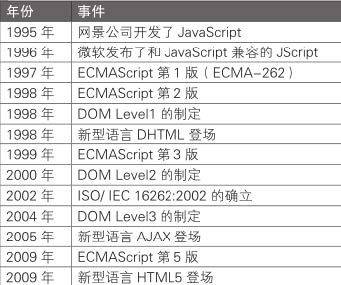 年份 事件
1995 年 网景公司开发了 JavaScript
1996 年 微软发布了和 JavaScript 兼容的 JScript
1997 年 ECMAScript 第 1 版（ECMA-262）
1998 年 ECMAScript 第 2 版
1998 年 DOM Level1 的制定
1998 年 新型语言 DHTML 登场
1999 年 ECMAScript 第 3 版
2000 年 DOM Level2 的制定
2002 年 ISO/ IEC 16262:2002 的确立
2004 年 DOM Level3 的制定
2005 年 新型语言 AJAX 登场
2009 年 ECMAScript 第 5 版
2009 年 新型语言 HTML5 登场